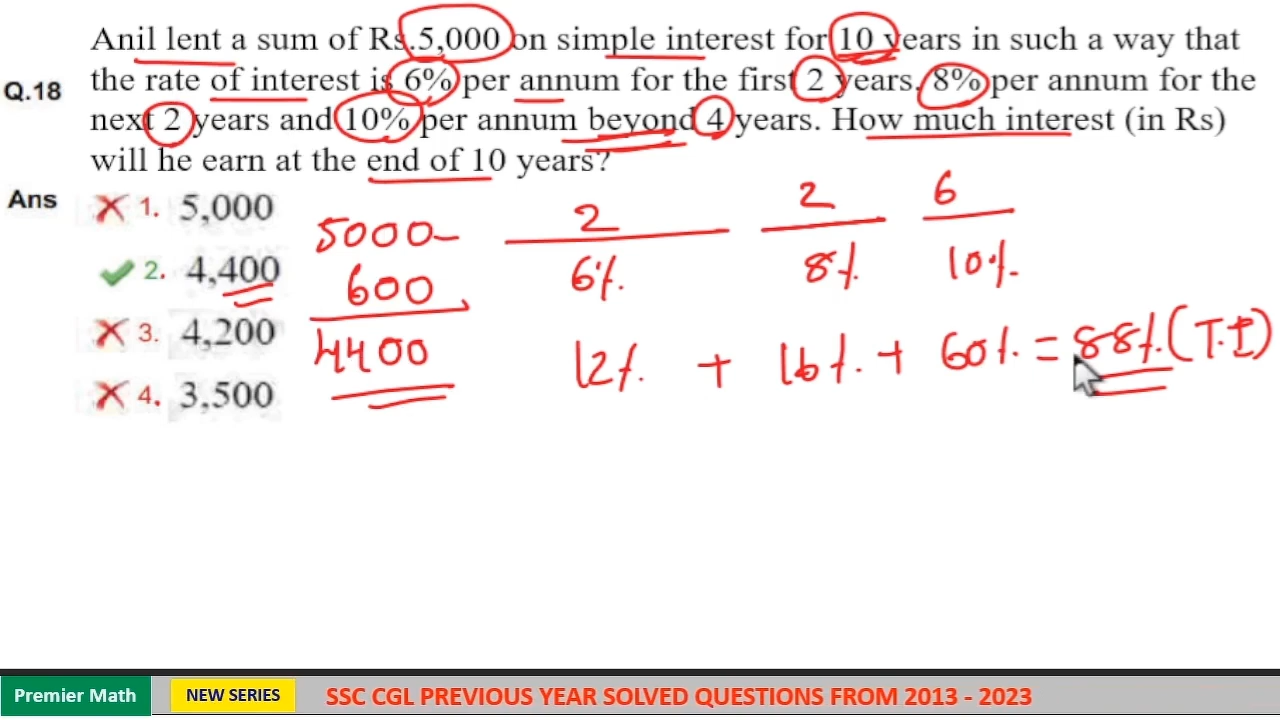 Q.18
Anil lent a sum of Rs.5,000 on simple interest for 10 years in such a way that
the rate of interest is 6% per annum for the first 2 years, 8% per annum for the
next 2 years and 10% per annum beyond 4 years. How much interest (in Rs)
will he earn at the end of 10 years?
Ans
1. 5,000
2. 4,400
3. 4,200
4. 3,500
5000 2 2 6
600 6% 8% 10%
4400 12% + 16% + 60% = 88% (T.I)
Premier Math NEW SERIES SSC CGL PREVIOUS YEAR SOLVED QUESTIONS FROM 2013 - 2023